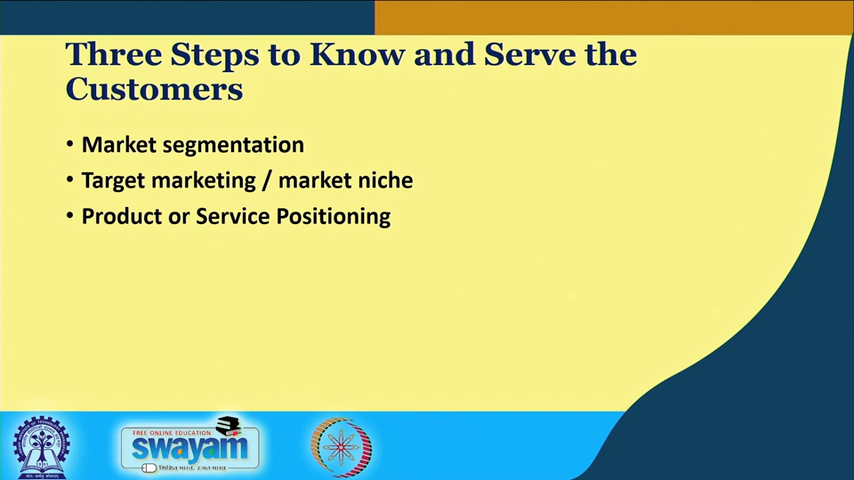 Three Steps to Know and Serve the
Customers
• Market segmentation
• Target marketing / market niche
• Product or Service Positioning
FREE ONLINE EDUCATION
swayam